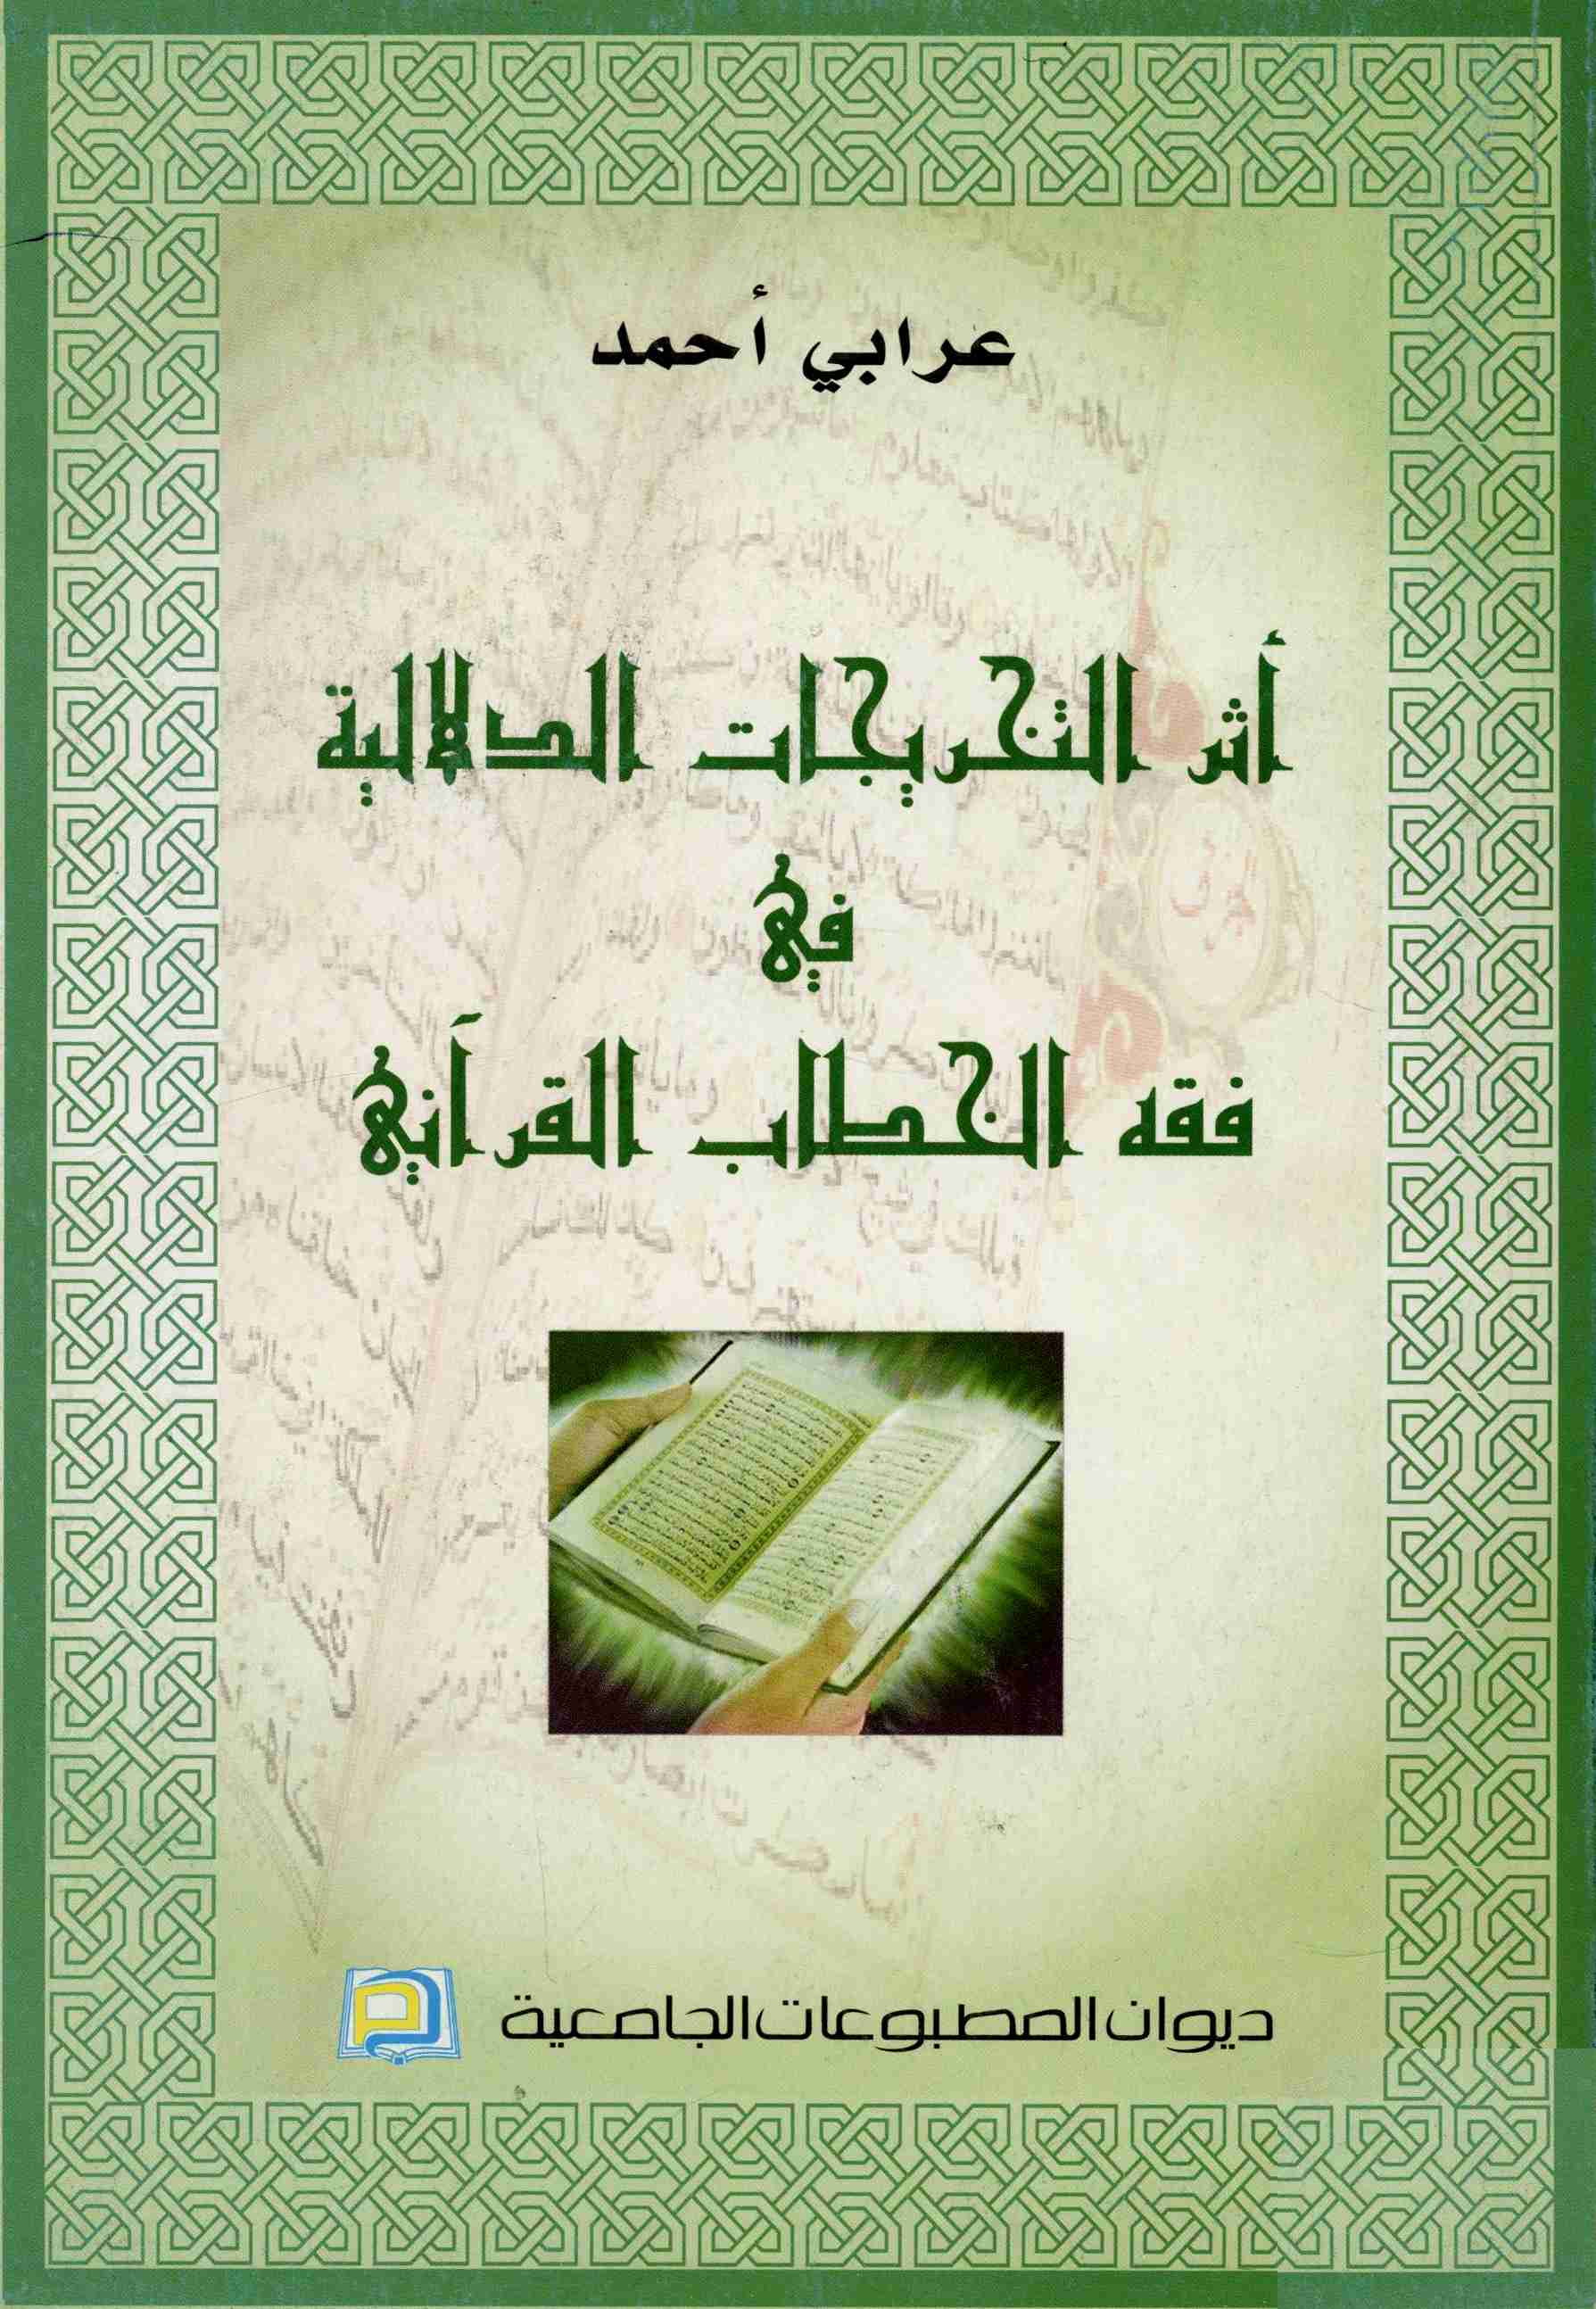 عرابي أحمد
أثر التخريجات الدلالية
في
فقه الخطاب القرآني
ديوان المطبوعات الجامعية